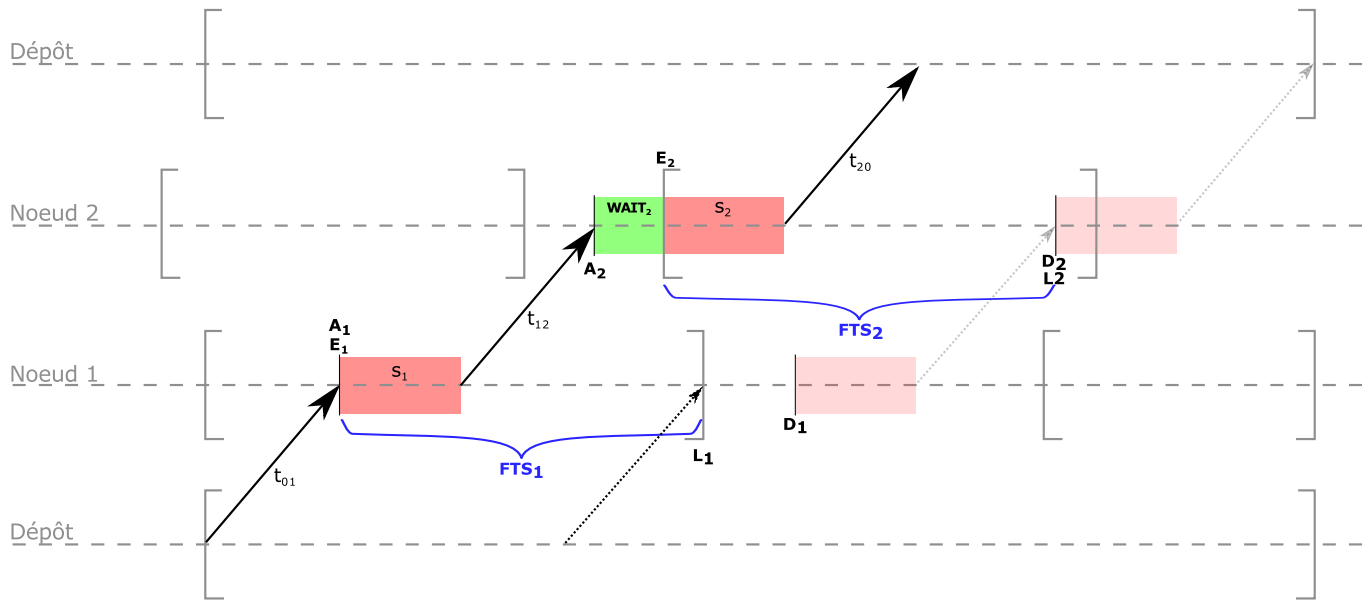 Dépôt
E₂
t₂₀
Noeud 2
WAIT₂
S₂
A₂
D2
L2
t₁₂
FTS2
A₁
E₁
Noeud 1
S₁
D1
L1
FTS1
t₀₁
Dépôt